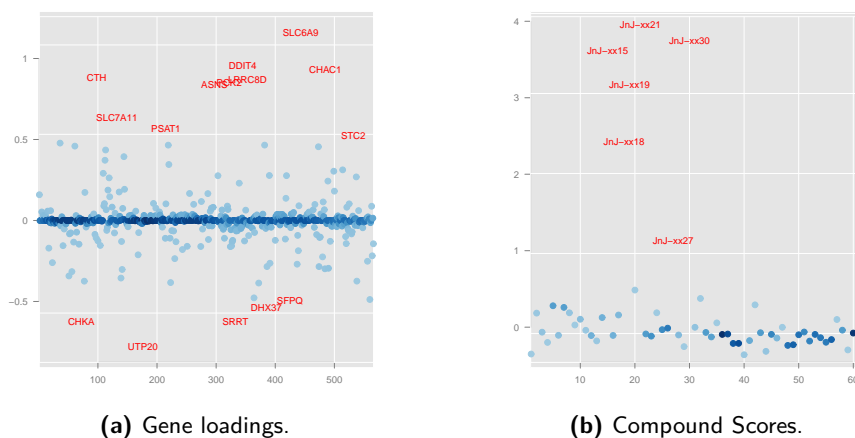 SLC6A9
DDIT4
CTH
LRRC8D
CHAC1
ASNS
PCK2
SLC7A11
PSAT1
STC2
CHKA
UTP20
SRRT
DHX37
SFPQ
1
0.5
0
−0.5
100
200
300
400
500
(a) Gene loadings.
JnJ−xx21
JnJ−xx30
JnJ−xx15
JnJ−xx19
JnJ−xx18
JnJ−xx27
4
3
2
1
0
10
20
30
40
50
60
(b) Compound Scores.